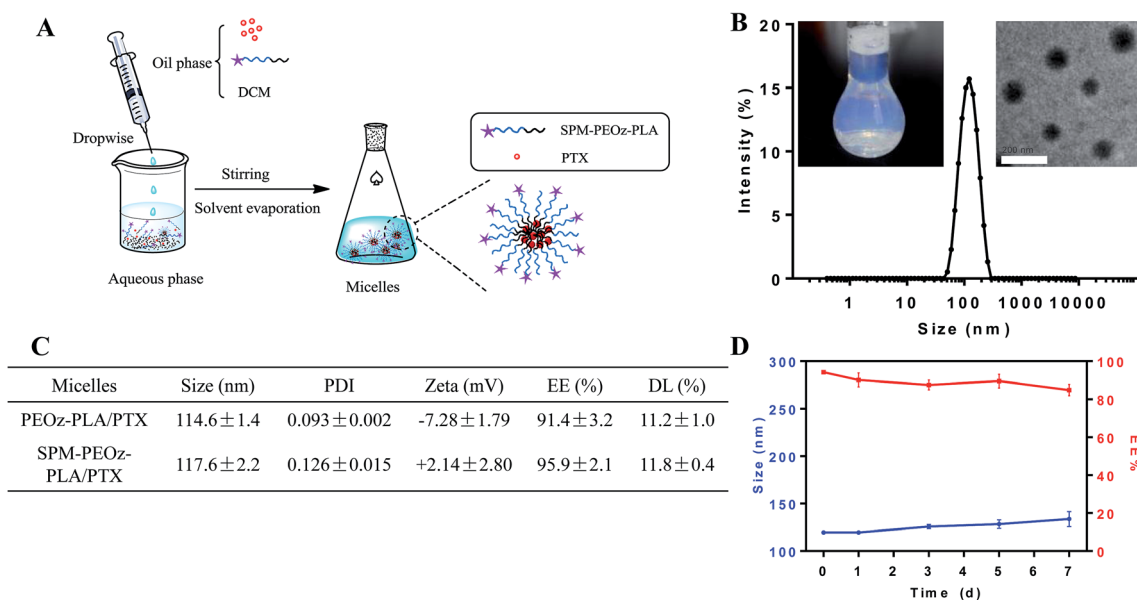 A
Oil phase
DCM
Dropwise
Stirring
Solvent evaporation
Aqueous phase
Micelles
SPM-PEOz-PLA
PTX
B
20
15
10
5
0
Intensity (%)
1 10 100 1000 10000
Size (nm)
200 nm
C
Micelles Size (nm) PDI Zeta (mV) EE (%) DL (%)
PEOz-PLA/PTX 114.6±1.4 0.093±0.002 -7.28±1.79 91.4±3.2 11.2±1.0
SPM-PEOz-
PLA/PTX 117.6±2.2 0.126±0.015 +2.14±2.80 95.9±2.1 11.8±0.4
D
300
250
200
150
100
Size (nm)
100
80
60
40
20
0
EE%
0 1 2 3 4 5 6 7
Time (d)